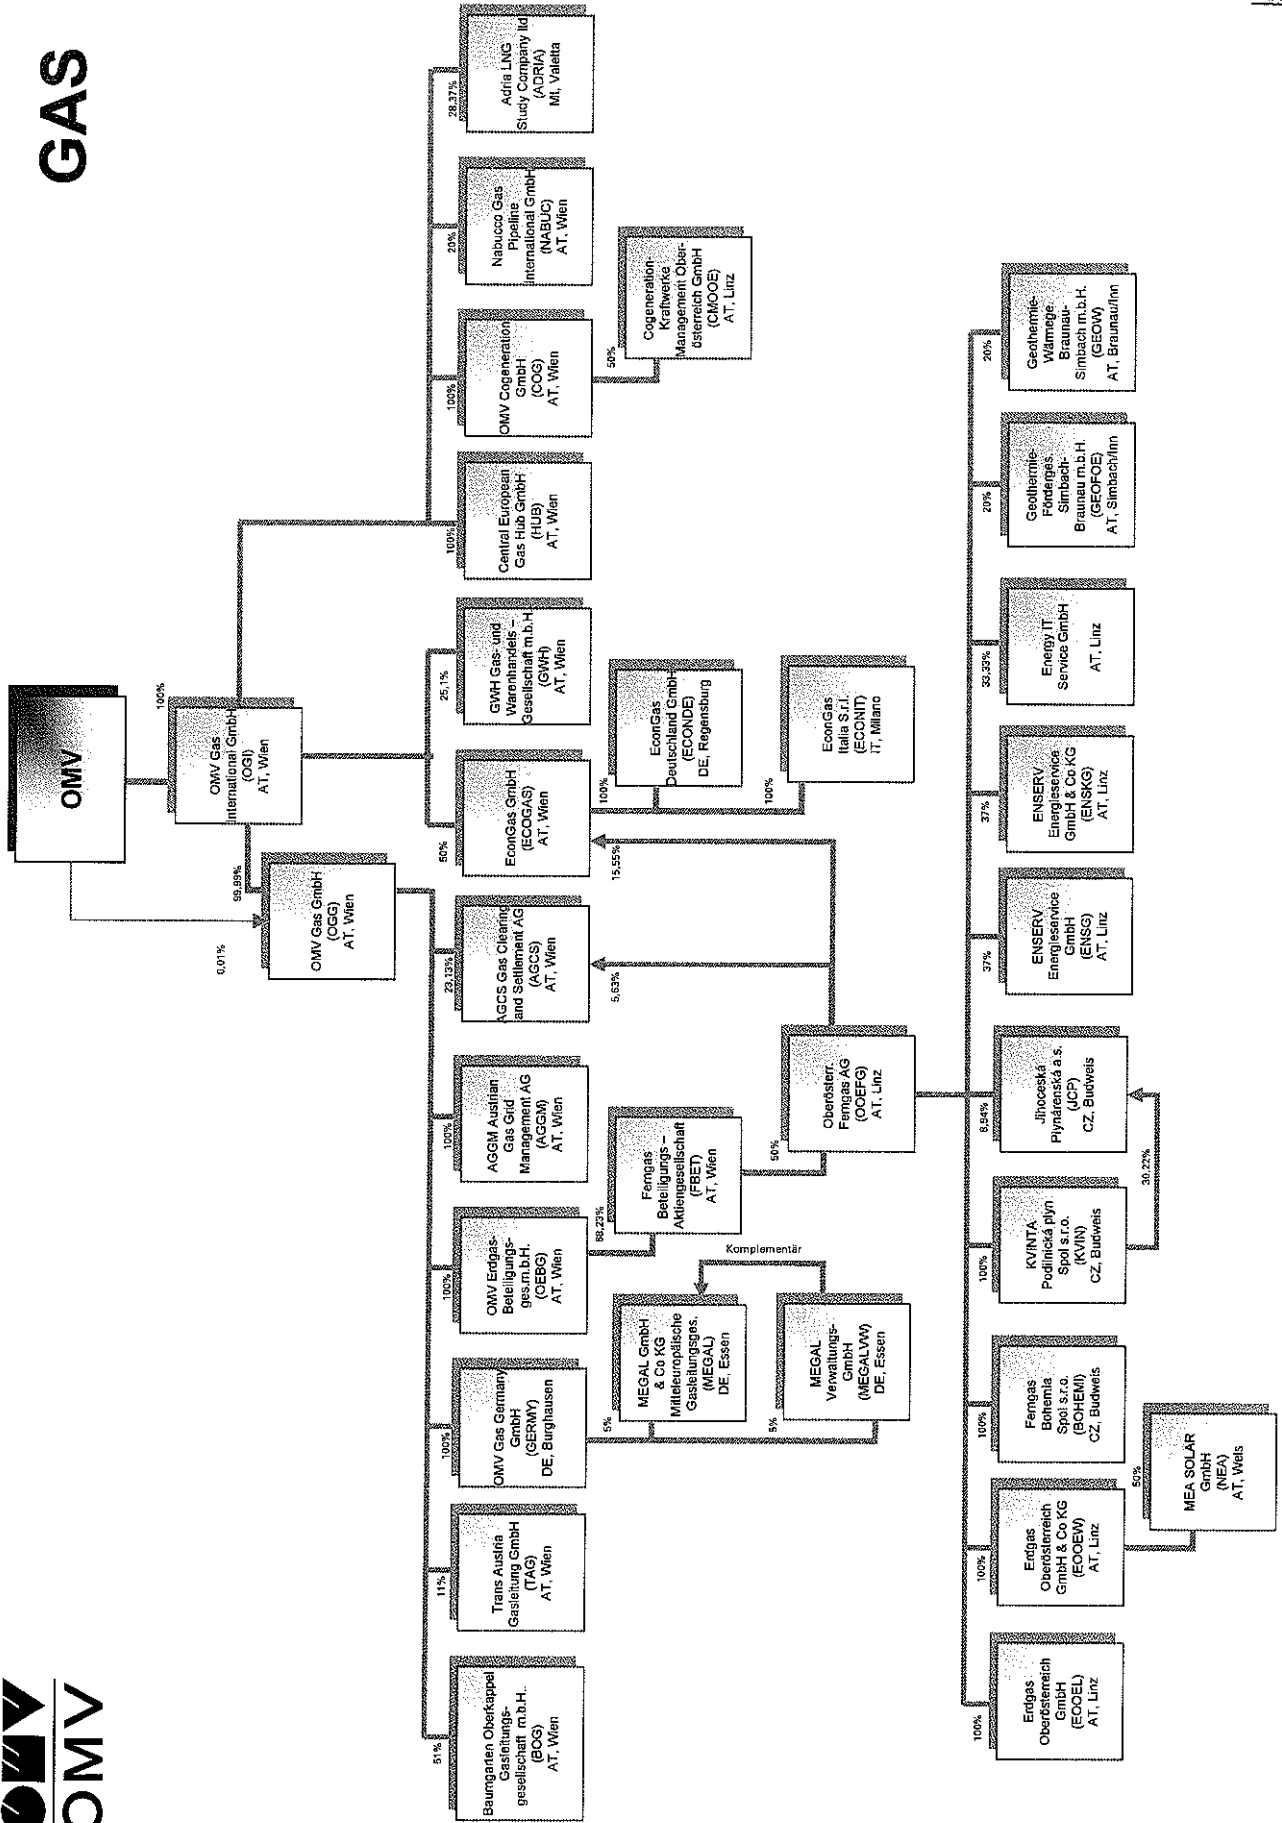 OMV
GAS
OMV
100%
OMV Gas
International GmbH
(OGI)
AT, Wien
0,01%
99,99%
OMV Gas GmbH
(OGG)
AT, Wien
51%
Baumgarten Oberkappel
Gasleitungs-
gesellschaft m.b.H.
(BOG)
AT, Wien
11%
Trans Austria
Gasleitung GmbH
(TAG)
AT, Wien
100%
OMV Gas Germany
GmbH
(GERMY)
DE, Burghausen
100%
OMV Erdgas-
Beteiligungs-
ges.m.b.H.
(OEBG)
AT, Wien
100%
AGGM Austrian
Gas Grid
Management AG
(AGGM)
AT, Wien
23,13%
AGCS Gas Clearing
and Settlement AG
(AGCS)
AT, Wien
50%
EconGas GmbH
(ECOGAS)
AT, Wien
25,1%
GWH Gas- und
Warenhandels –
Gesellschaft m.b.H.
(GWH)
AT, Wien
100%
Central European
Gas Hub GmbH
(HUB)
AT, Wien
100%
OMV Cogeneration
GmbH
(COG)
AT, Wien
20%
Nabucco Gas
Pipeline
International GmbH
(NABUC)
AT, Wien
28,37%
Adria LNG
Study Company ltd
(ADRIA)
Mt, Valetta
5%
MEGAL GmbH
& Co KG
Mitteleuropäische
Gasleitungsges.
(MEGAL)
DE, Essen
Komplementär
68,23%
Ferngas
Beteiligungs –
Aktiengesellschaft
(FBET)
AT, Wien
5,63%
15,55%
100%
EconGas
Deutschland GmbH
(ECONDE)
DE, Regensburg
50%
Cogeneration-
Kraftwerke
Management Ober-
österreich GmbH
(CMOOE)
AT, Linz
5%
MEGAL
Verwaltungs-
GmbH
(MEGALVW)
DE, Essen
50%
Oberösterr.
Ferngas AG
(OOEFG)
AT, Linz
100%
EconGas
Italia S.r.l.
(ECONIT)
IT, Milano
100%
Erdgas
Oberösterreich
GmbH
(EOOEL)
AT, Linz
100%
Erdgas
Oberösterreich
GmbH & Co KG
(EOOEW)
AT, Linz
100%
Ferngas
Bohemia
Spol s.r.o.
(BOHEMI)
CZ, Budweis
100%
KVINTA
Podilnická plyn
Spol s.r.o.
(KVIN)
CZ, Budweis
Jihoceská
Plynárenská a.s.
(JCP)
CZ, Budweis
37%
ENSERV
Energieservice
GmbH
(ENSG)
AT, Linz
37%
ENSERV
Energieservice
GmbH & Co KG
(ENSKG)
AT, Linz
33,33%
Energy IT
Service GmbH
AT, Linz
20%
Geothermie-
Förderges.
Simbach-
Braunau m.b.H.
(GEOFOE)
AT, Simbach/Inn
20%
Geothermie-
Wärmege.
Braunau-
Simbach m.b.H.
(GEOW)
AT, Braunau/Inn
30,22%
50%
MEA SOLAR
GmbH
(NEA)
AT, Wels